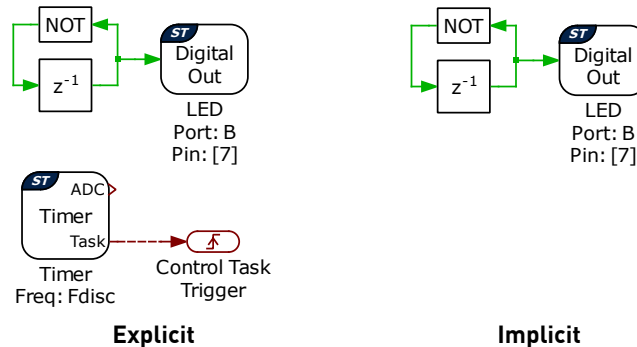 NOT
z⁻¹
ST
Digital
Out
LED
Port: B
Pin: [7]
ST
ADC
Timer
Task
Timer
Freq: Fdisc
Control Task
Trigger
Explicit
NOT
z⁻¹
ST
Digital
Out
LED
Port: B
Pin: [7]
Implicit